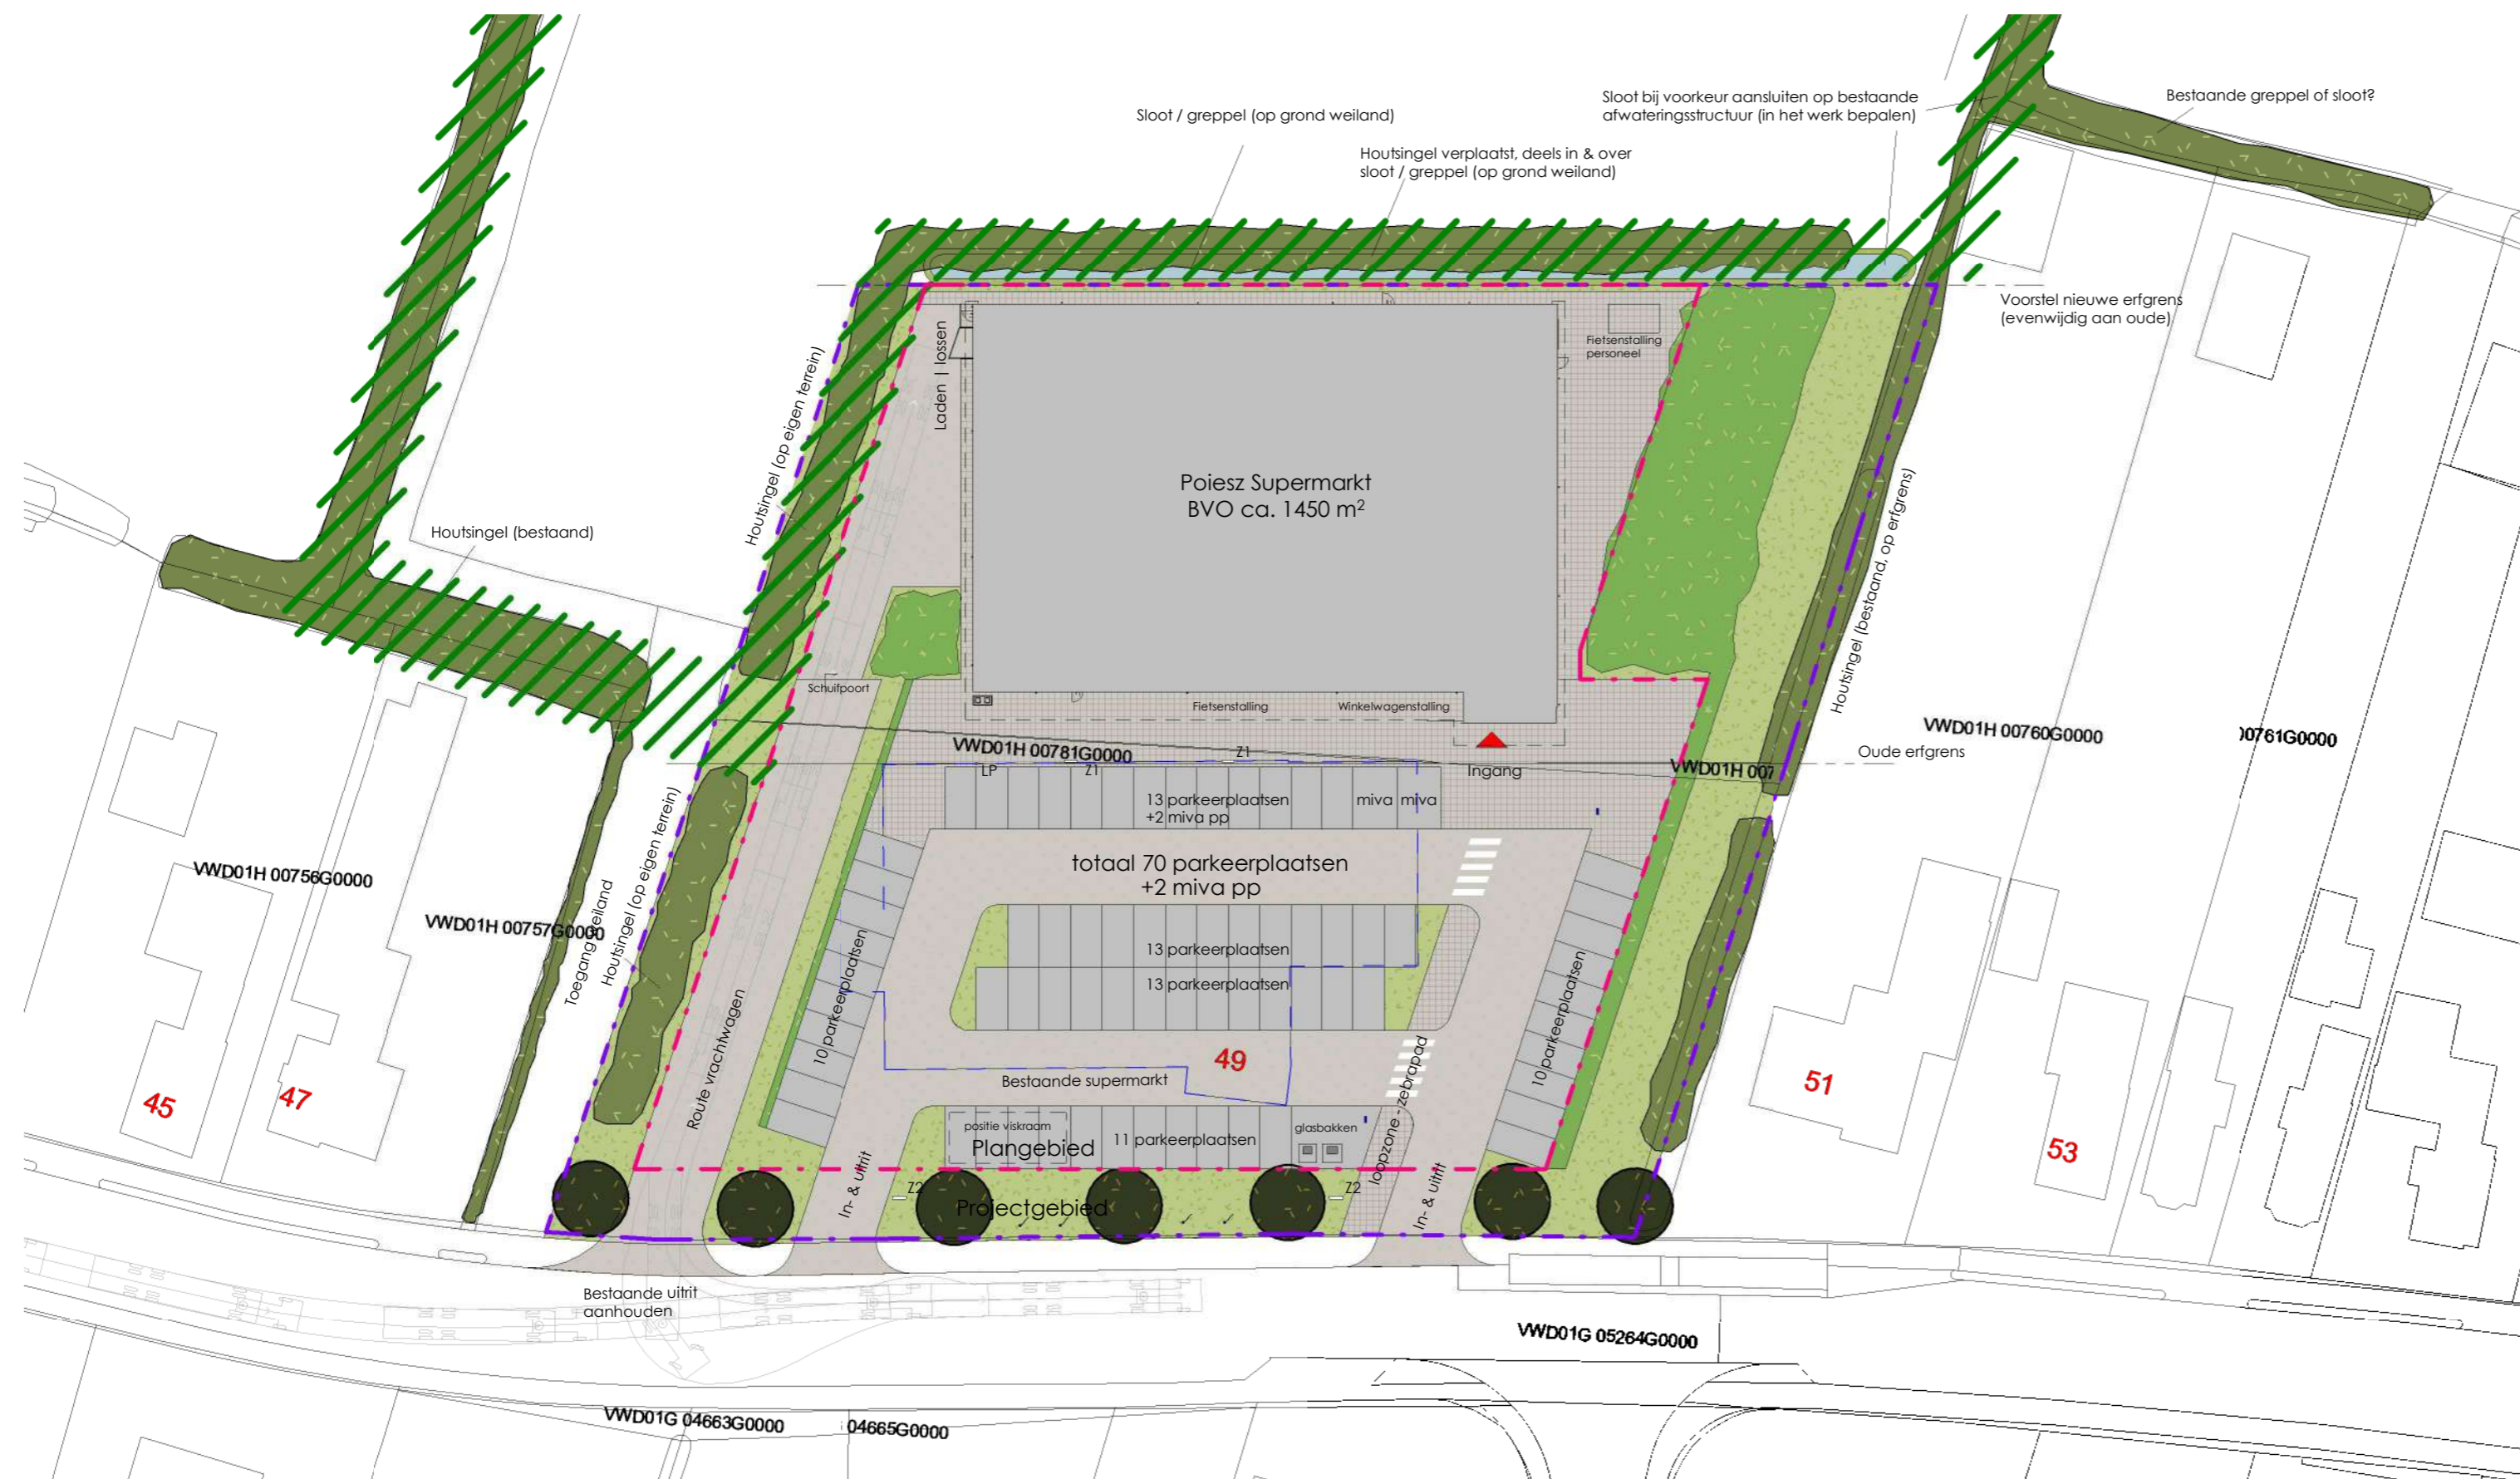 Sloot / greppel (op grond weiland)
Sloot bij voorkeur aansluiten op bestaande
afwateringsstructuur (in het werk bepalen)
Bestaande greppel of sloot?
Houtsingel verplaatst, deels in & over
sloot / greppel (op grond weiland)
Voorstel nieuwe erfgrens
(evenwijdig aan oude)
Laden | lossen
Fietsenstalling
personeel
Houtsingel (op eigen terrein)
Poiesz Supermarkt
BVO ca. 1450 m²
Houtsingel (bestaand)
Houtsingel (bestaand, op erfgrens)
Schuifpoort
Fietsenstalling
Winkelwagenstalling
VWD01H 00781G0000
Z1
VWD01H 00760G0000
00761G0000
Oude erfgrens
LP
Z1
Ingang
VWD01H 007
13 parkeerplaatsen
+2 miva pp
miva
miva
totaal 70 parkeerplaatsen
+2 miva pp
VWD01H 00756G0000
VWD01H 00757G0000
Toegang weiland
Houtsingel (op eigen terrein)
13 parkeerplaatsen
13 parkeerplaatsen
10 parkeerplaatsen
10 parkeerplaatsen
Route vrachtwagen
49
Bestaande supermarkt
45
47
51
53
positie viskraam
Plangebied
11 parkeerplaatsen
glasbakken
loopzone - zebrapad
In- & uitrit
In- & uitrit
Z2
Z2
Projectgebied
Bestaande uitrit
aanhouden
VWD01G 05264G0000
VWD01G 04663G0000
04665G0000